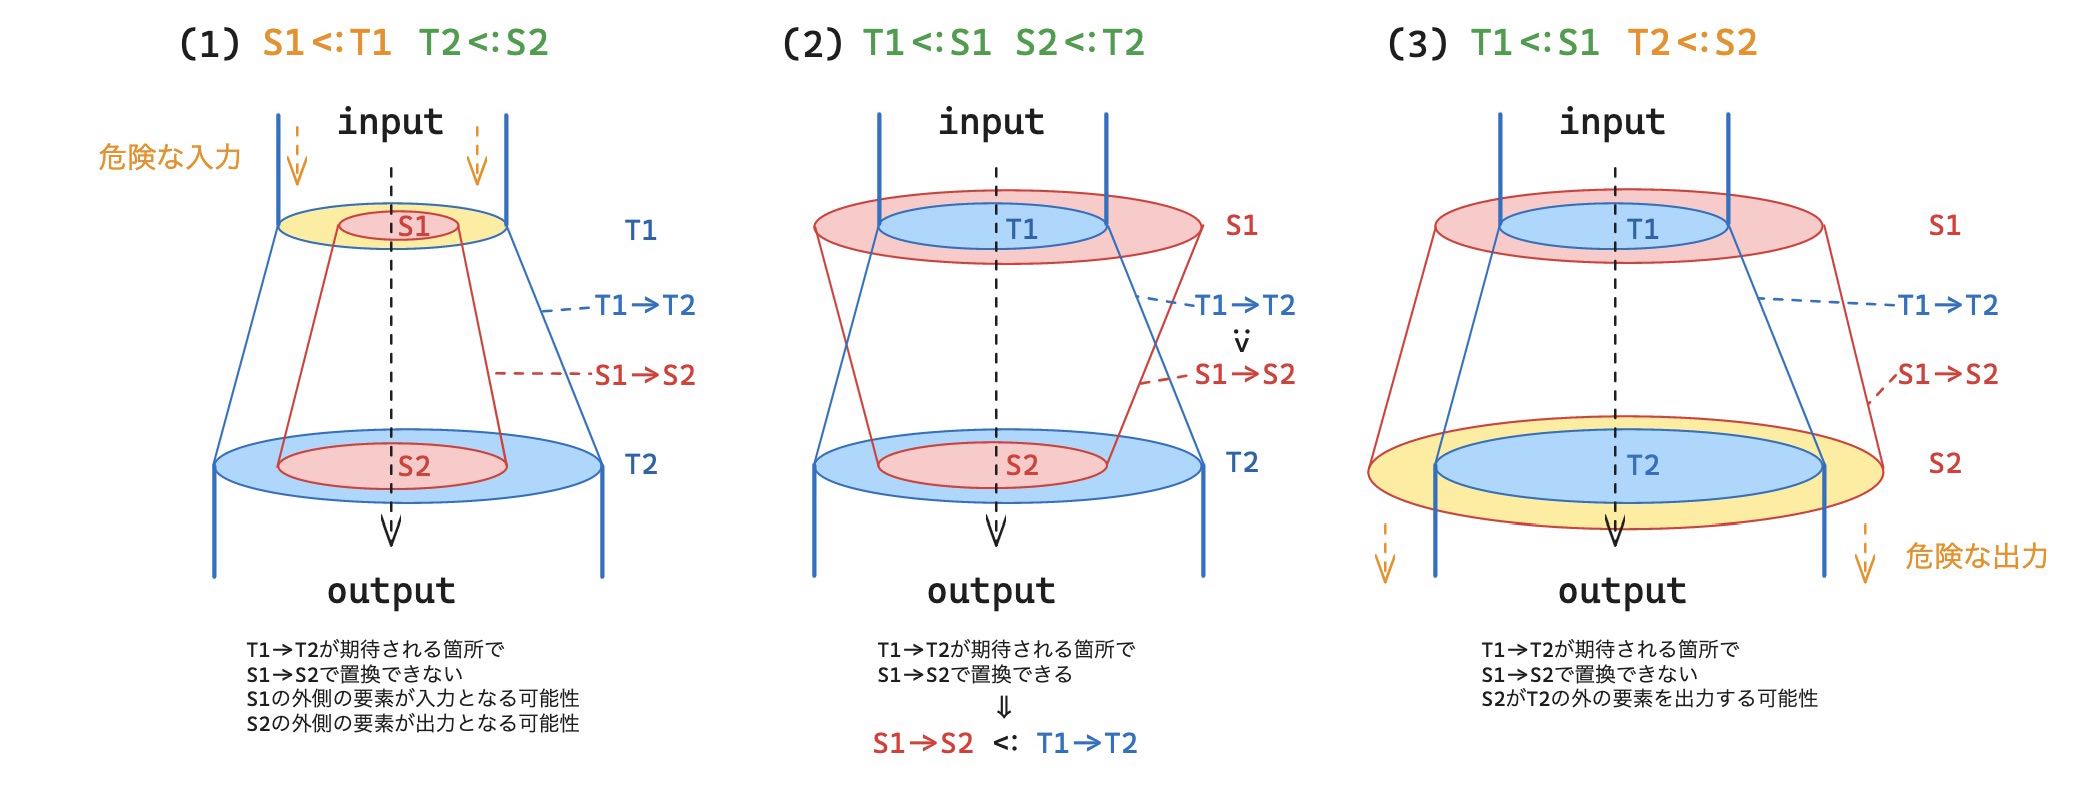 (1) S1<:T1 T2<:S2
input
危険な入力
S1
T1
T1→T2
S1→S2
S2
T2
output
T1→T2が期待される箇所で
S1→S2で置換できない
S1の外側の要素が入力となる可能性
S2の外側の要素が出力となる可能性
(2) T1<:S1 S2<:T2
input
T1
S1
T1→T2
:>
S1→S2
S2
T2
output
T1→T2が期待される箇所で
S1→S2で置換できる
⇓
S1→S2 <: T1→T2
(3) T1<:S1 T2<:S2
input
T1
S1
T1→T2
S1→S2
T2
S2
危険な出力
output
T1→T2が期待される箇所で
S1→S2で置換できない
S2がT2の外の要素を出力する可能性